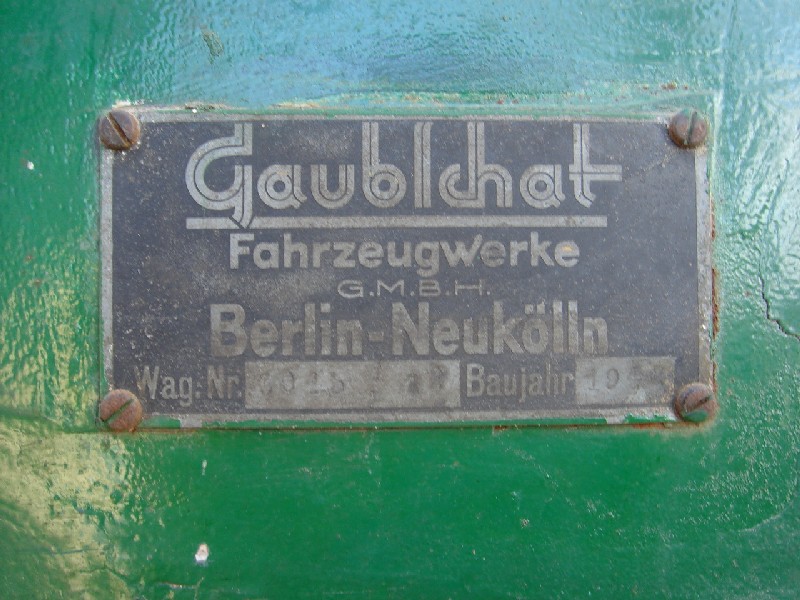 Gaubſchat
Fahrzeugwerke
G.M.B.H.
Berlin-Neukölln
Wag. Nr. Baujahr